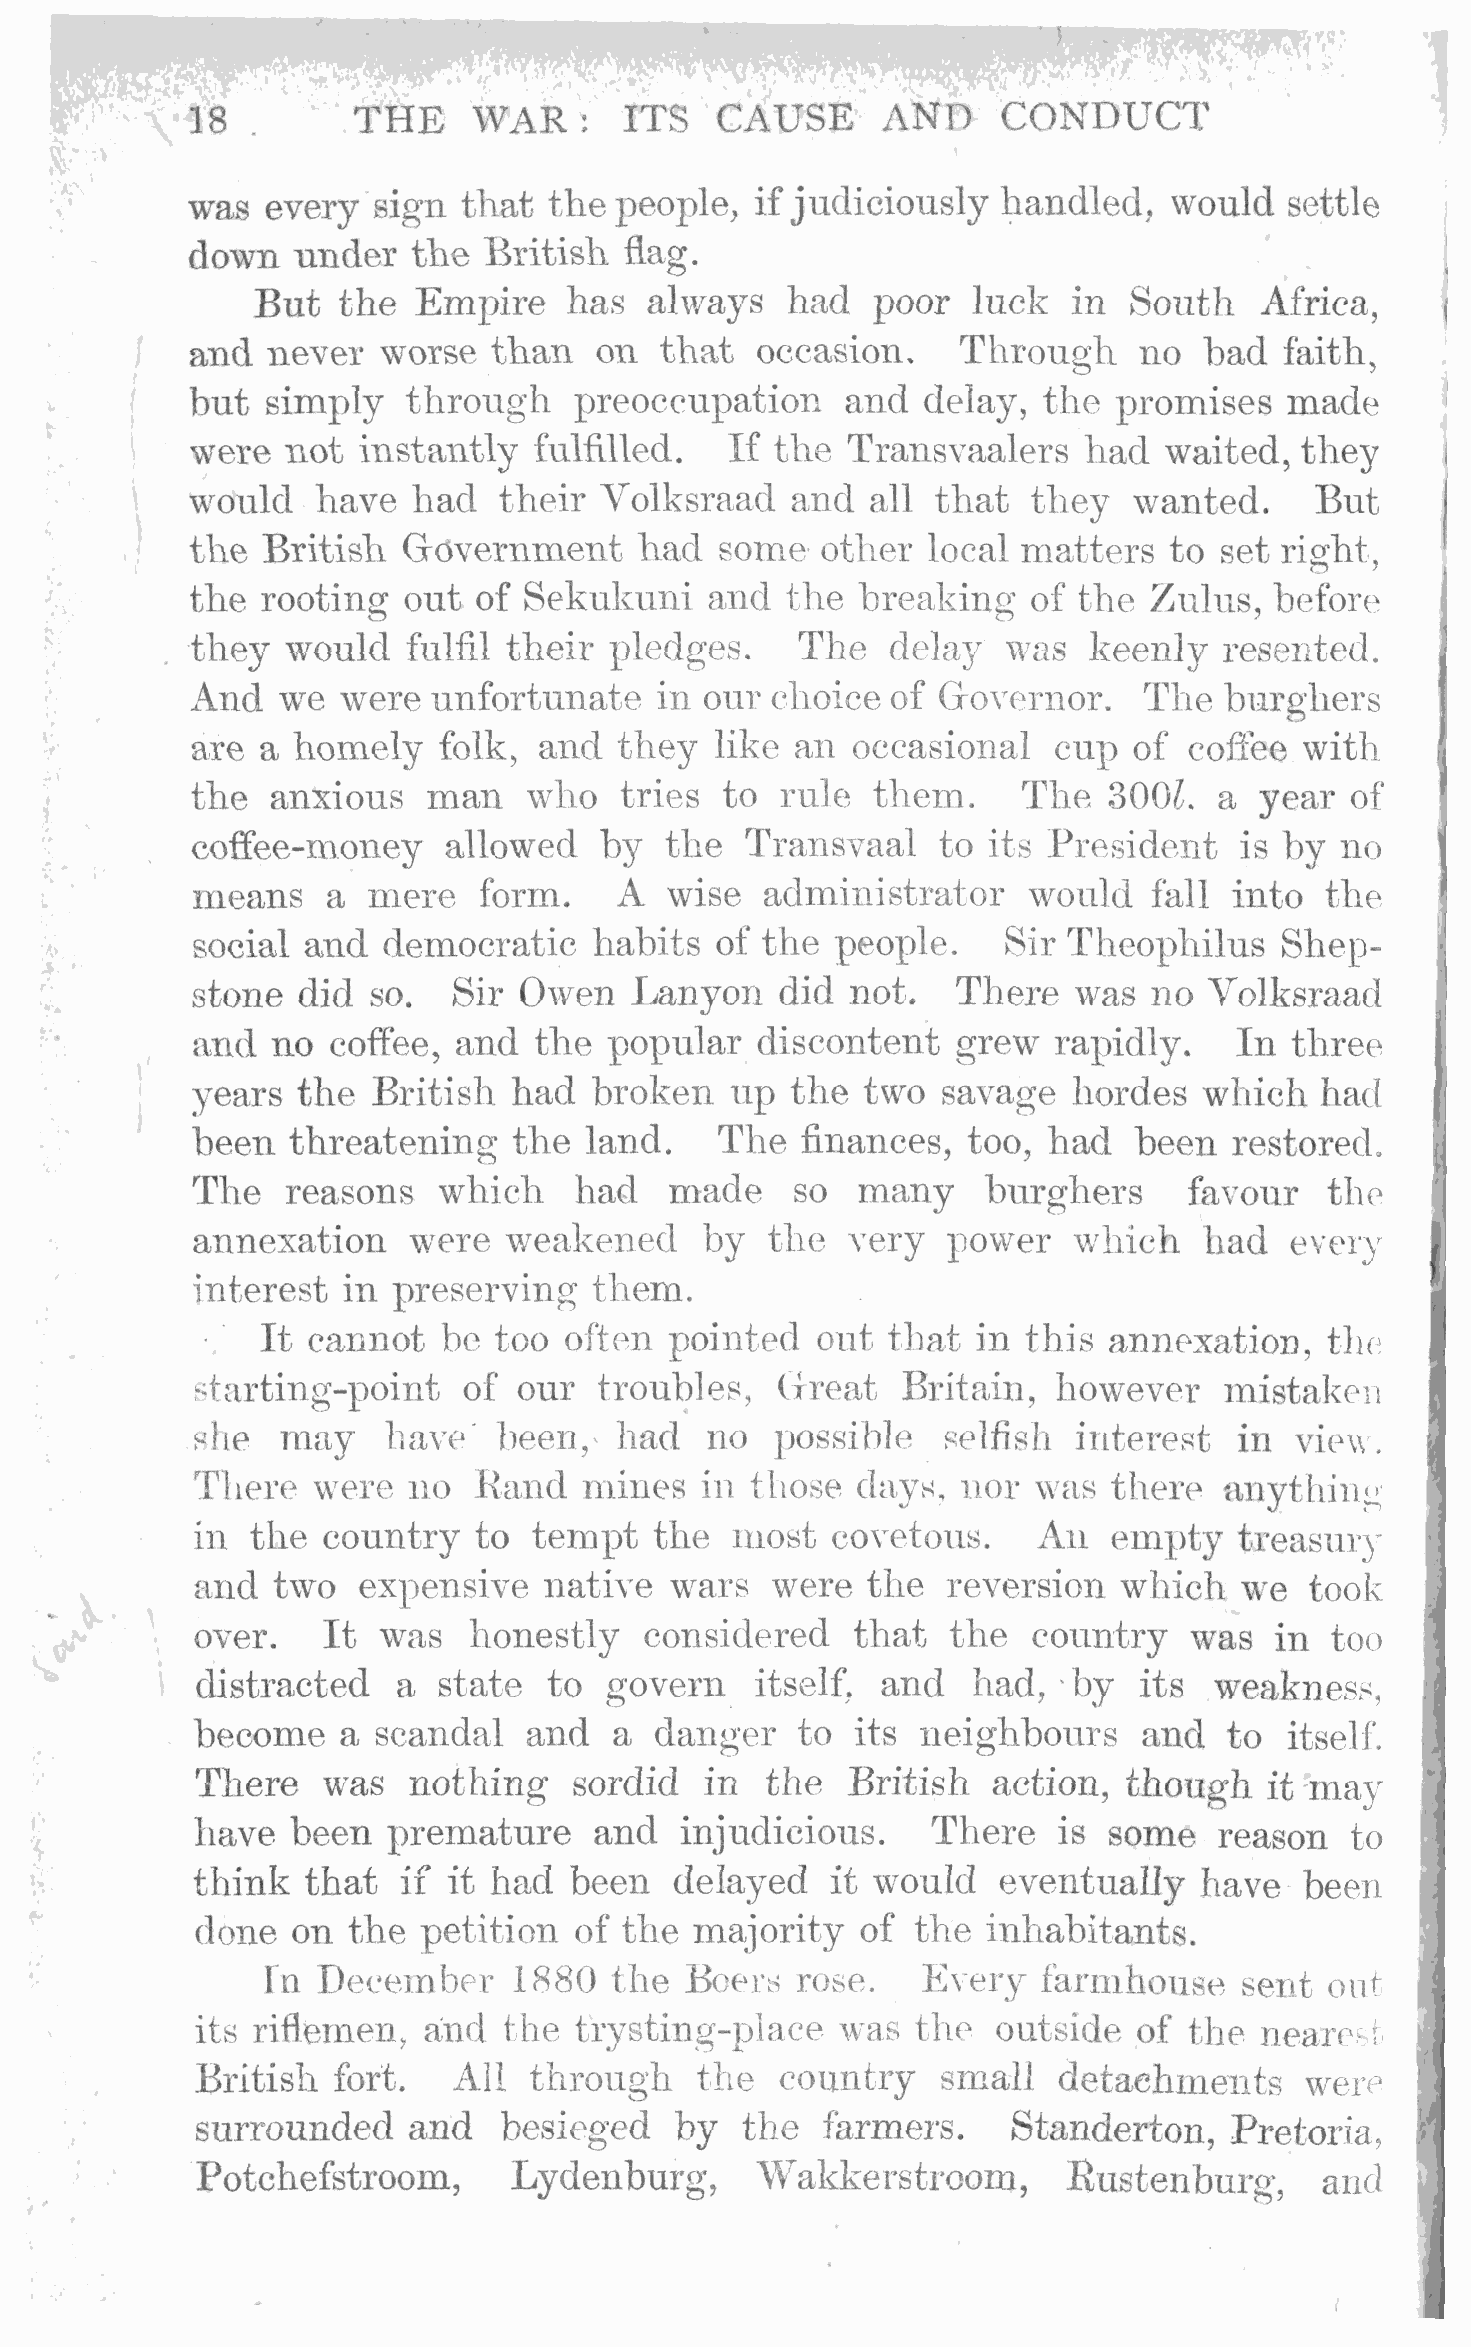 18 THE WAR: ITS CAUSE AND CONDUCT
was every sign that the people, if judiciously handled, would settle
down under the British flag.
But the Empire has always had poor luck in South Africa,
and never worse than on that occasion. Through no bad faith,
but simply through preoccupation and delay, the promises made
were not instantly fulfilled. If the Transvaalers had waited, they
would have had their Volksraad and all that they wanted. But
the British Government had some other local matters to set right,
the rooting out of Sekukuni and the breaking of the Zulus, before
they would fulfil their pledges. The delay was keenly resented.
And we were unfortunate in our choice of Governor. The burghers
are a homely folk, and they like an occasional cup of coffee with
the anxious man who tries to rule them. The 300l. a year of
coffee-money allowed by the Transvaal to its President is by no
means a mere form. A wise administrator would fall into the
social and democratic habits of the people. Sir Theophilus Shep-
stone did so. Sir Owen Lanyon did not. There was no Volksraad
and no coffee, and the popular discontent grew rapidly. In three
years the British had broken up the two savage hordes which had
been threatening the land. The finances, too, had been restored.
The reasons which had made so many burghers favour the
annexation were weakened by the very power which had every
interest in preserving them.
It cannot be too often pointed out that in this annexation, the
starting-point of our troubles, Great Britain, however mistaken
she may have been, had no possible selfish interest in view.
There were no Rand mines in those days, nor was there anything
in the country to tempt the most covetous. An empty treasury
and two expensive native wars were the reversion which we took
over. It was honestly considered that the country was in too
distracted a state to govern itself, and had, by its weakness,
become a scandal and a danger to its neighbours and to itself.
There was nothing sordid in the British action, though it may
have been premature and injudicious. There is some reason to
think that if it had been delayed it would eventually have been
done on the petition of the majority of the inhabitants.
In December 1880 the Boers rose. Every farmhouse sent out
its riflemen, and the trysting-place was the outside of the nearest
British fort. All through the country small detachments were
surrounded and besieged by the farmers. Standerton, Pretoria,
Potchefstroom, Lydenburg, Wakkerstroom, Rustenburg, and